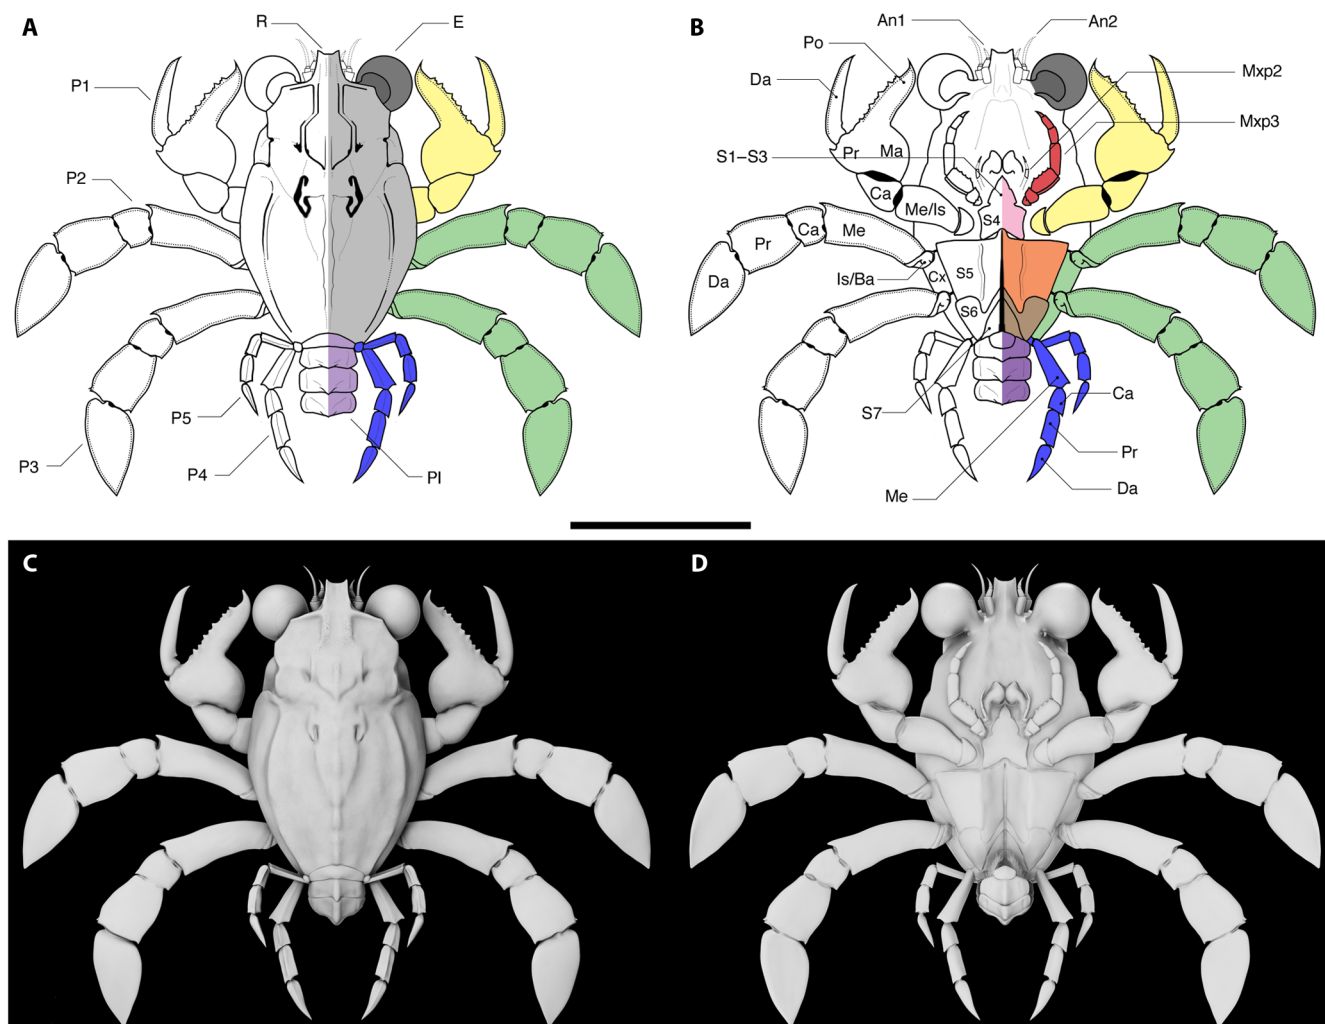 A
R
E
P1
P2
P5
P4
P3
Pl
B
An1
An2
Po
Da
Mxp2
Mxp3
S1–S3
Pr
Ma
Ca
Me/Is
S4
Pr
Ca
Me
Da
Is/Ba
Cx
S5
S6
S7
Ca
Pr
Me
Da
C
D